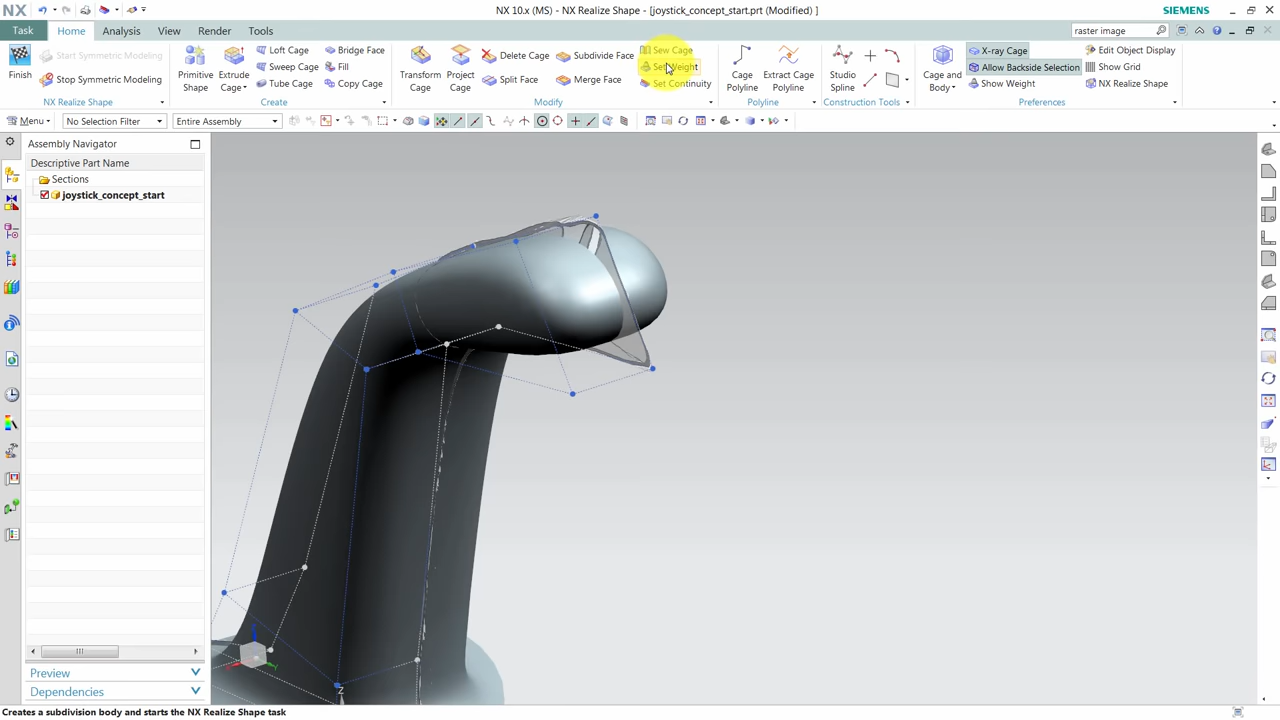 NX
Window
NX 10.x (MS) - NX Realize Shape - [joystick_concept_start.prt (Modified) ]
SIEMENS
Task
Home
Analysis
View
Render
Tools
raster image
Finish
Start Symmetric Modeling
Stop Symmetric Modeling
NX Realize Shape
Primitive Shape
Extrude Cage
Loft Cage
Sweep Cage
Tube Cage
Bridge Face
Fill
Copy Cage
Create
Transform Cage
Project Cage
Delete Cage
Split Face
Subdivide Face
Merge Face
Sew Cage
Set Weight
Set Continuity
Modify
Cage Polyline
Extract Cage Polyline
Polyline
Studio Spline
Construction Tools
Cage and Body
X-ray Cage
Allow Backside Selection
Show Weight
Edit Object Display
Show Grid
NX Realize Shape
Preferences
Menu
No Selection Filter
Entire Assembly
Assembly Navigator
Descriptive Part Name
Sections
joystick_concept_start
Z
Preview
Dependencies
Creates a subdivision body and starts the NX Realize Shape task